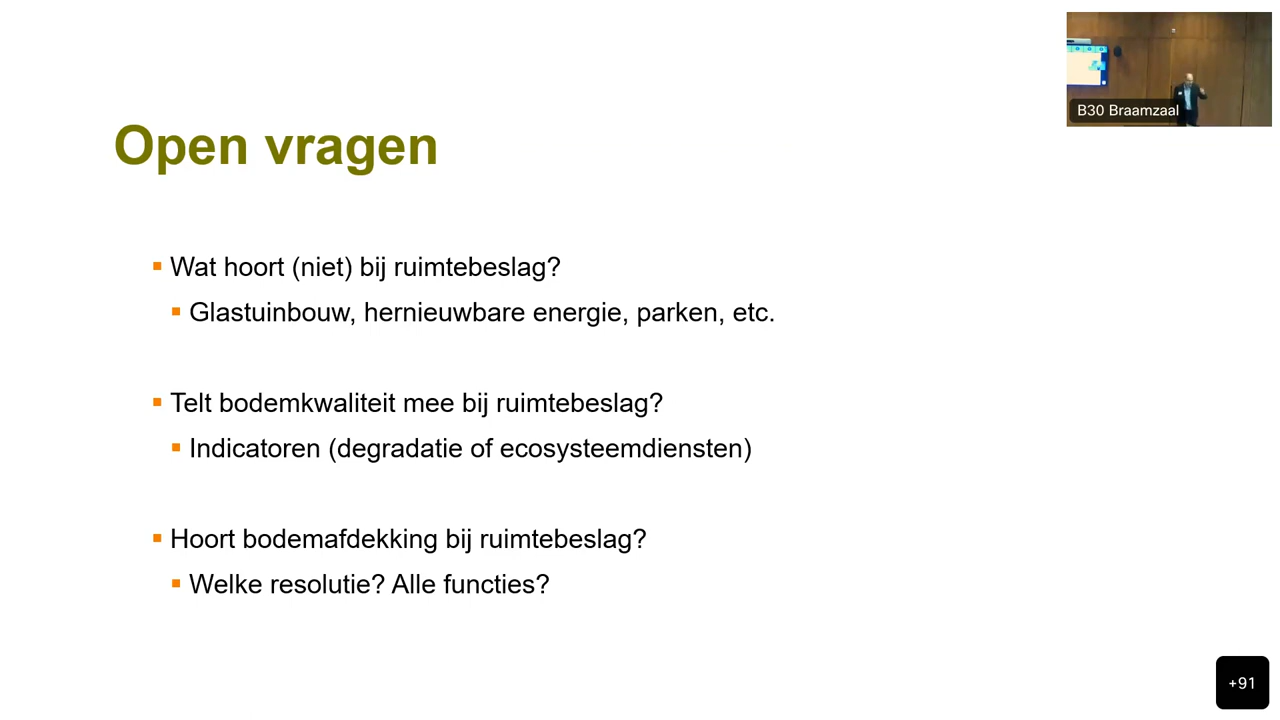 B30 Braamzaal
Open vragen
Wat hoort (niet) bij ruimtebeslag?
Glastuinbouw, hernieuwbare energie, parken, etc.
Telt bodemkwaliteit mee bij ruimtebeslag?
Indicatoren (degradatie of ecosysteemdiensten)
Hoort bodemafdekking bij ruimtebeslag?
Welke resolutie? Alle functies?
+91